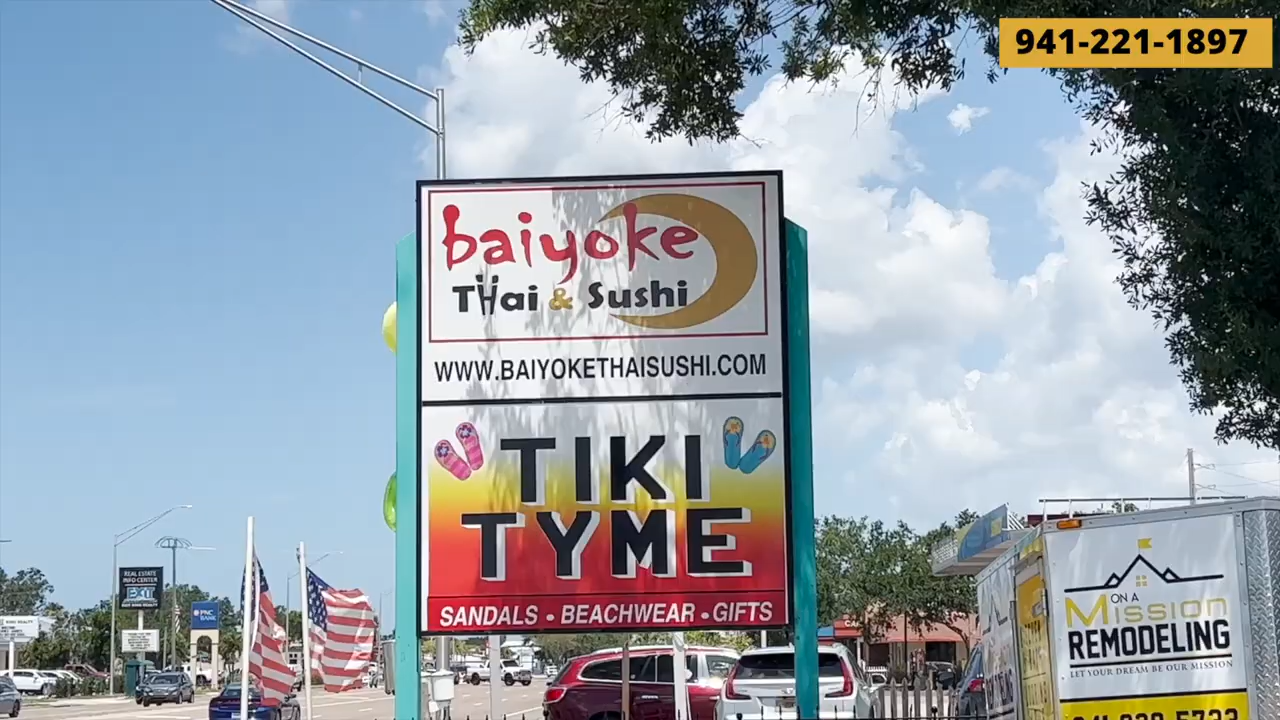 941-221-1897
baiyoke
THai & Sushi
WWW.BAIYOKETHAISUSHI.COM
TIKI
TYME
SANDALS • BEACHWEAR • GIFTS
REAL ESTATE
INFO CENTER
EXIT
PNC
BANK
ON A
Mission
REMODELING
LET YOUR DREAM BE OUR MISSION